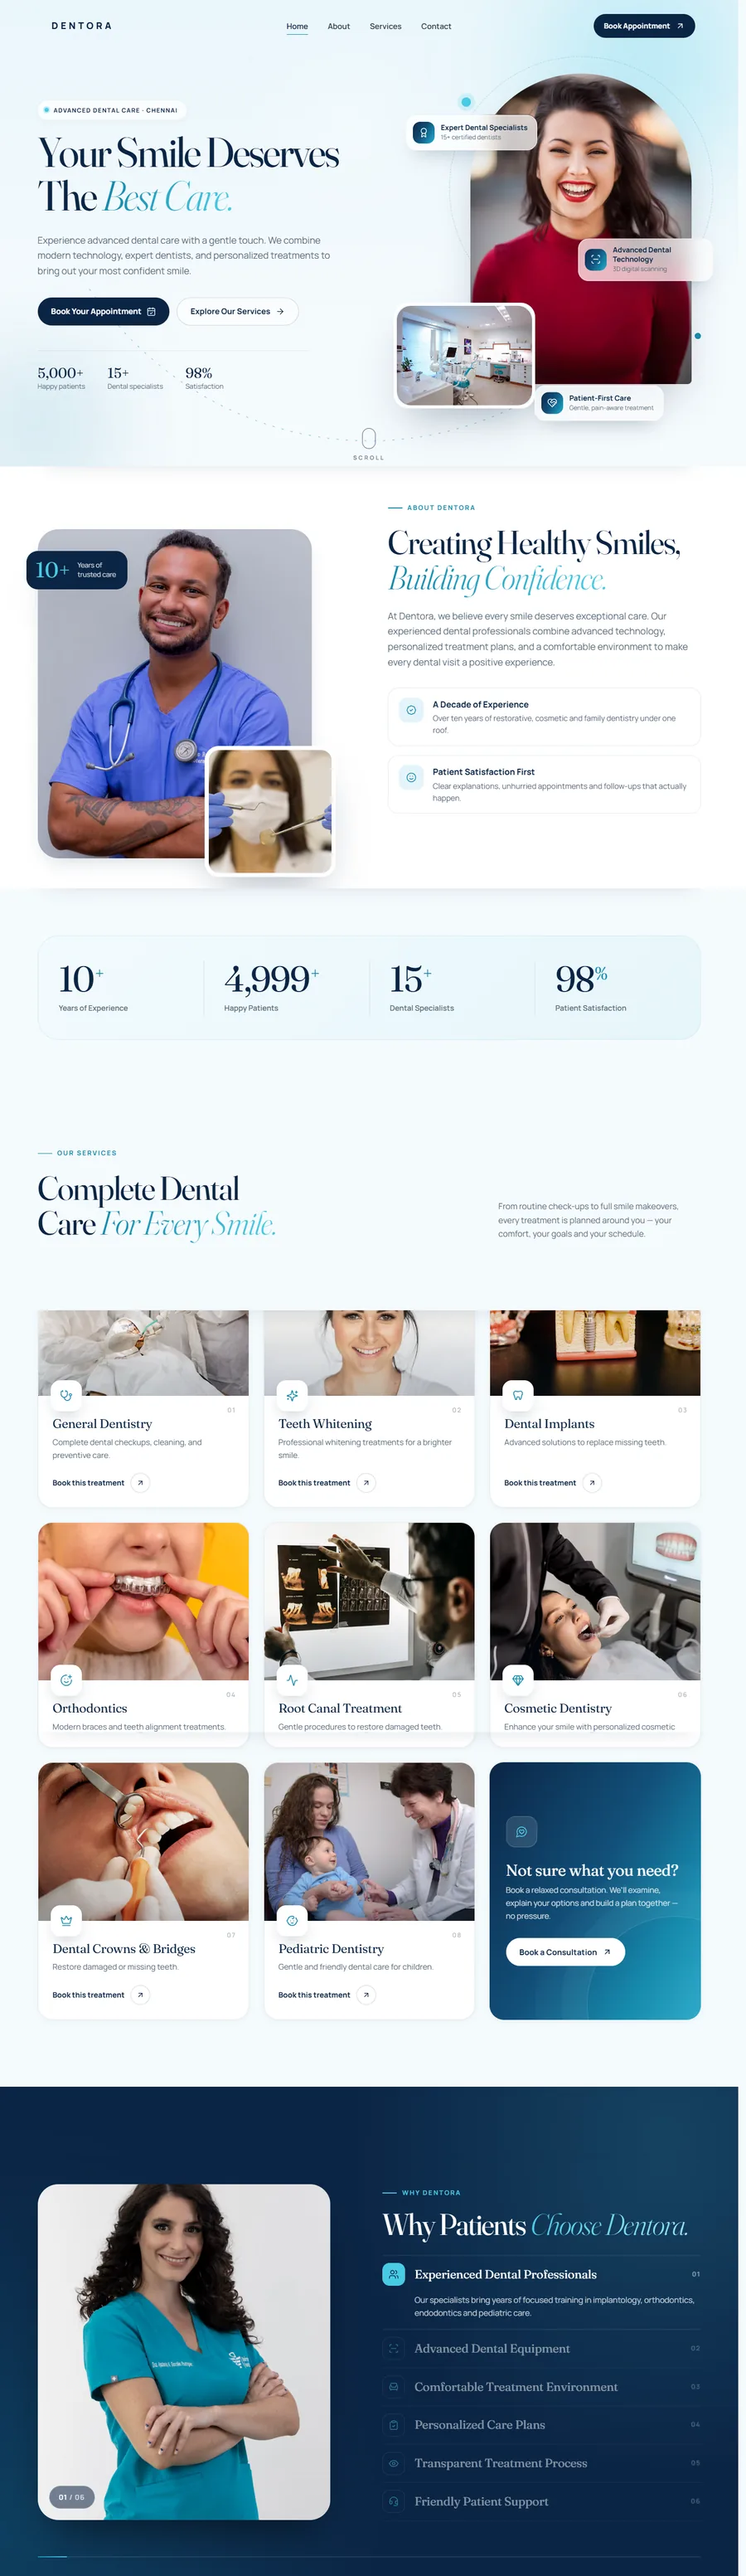 DENTORA
Home
About
Services
Contact
Book Appointment
ADVANCED DENTAL CARE · CHENNAI
Your Smile Deserves
The Best Care.
Experience advanced dental care with a gentle touch. We combine
modern technology, expert dentists, and personalized treatments to
bring out your most confident smile.
Book Your Appointment
Explore Our Services
5,000+
Happy patients
15+
Dental specialists
98%
Satisfaction
Expert Dental Specialists
15+ certified dentists
Advanced Dental
Technology
3D digital scanning
Patient-First Care
Gentle, pain-aware treatment
SCROLL
10+
Years of
trusted care
ABOUT DENTORA
Creating Healthy Smiles,
Building Confidence.
At Dentora, we believe every smile deserves exceptional care. Our
experienced dental professionals combine advanced technology,
personalized treatment plans, and a comfortable environment to make
every dental visit a positive experience.
A Decade of Experience
Over ten years of restorative, cosmetic and family dentistry under one
roof.
Patient Satisfaction First
Clear explanations, unhurried appointments and follow-ups that actually
happen.
10+
Years of Experience
4,999+
Happy Patients
15+
Dental Specialists
98%
Patient Satisfaction
OUR SERVICES
Complete Dental
Care For Every Smile.
From routine check-ups to full smile makeovers,
every treatment is planned around you — your
comfort, your goals and your schedule.
01
General Dentistry
Complete dental checkups, cleaning, and
preventive care.
Book this treatment
02
Teeth Whitening
Professional whitening treatments for a brighter
smile.
Book this treatment
03
Dental Implants
Advanced solutions to replace missing teeth.
Book this treatment
04
Orthodontics
Modern braces and teeth alignment treatments.
05
Root Canal Treatment
Gentle procedures to restore damaged teeth.
06
Cosmetic Dentistry
Enhance your smile with personalized cosmetic
07
Dental Crowns & Bridges
Restore damaged or missing teeth.
Book this treatment
08
Pediatric Dentistry
Gentle and friendly dental care for children.
Book this treatment
Not sure what you need?
Book a relaxed consultation. We'll examine,
explain your options and build a plan together —
no pressure.
Book a Consultation
WHY DENTORA
Why Patients Choose Dentora.
Experienced Dental Professionals
01
Our specialists bring years of focused training in implantology, orthodontics,
endodontics and pediatric care.
Advanced Dental Equipment
02
Comfortable Treatment Environment
03
Personalized Care Plans
04
Transparent Treatment Process
05
Friendly Patient Support
06
01 / 06